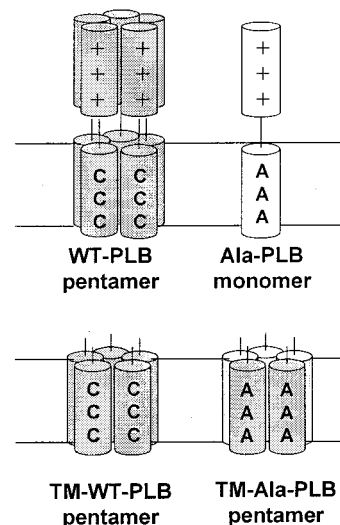 + + +
+ + +
+ + +
C C A
C C A
C C A
WT-PLB Ala-PLB
pentamer monomer
C C A A
C C A A
C C A A
TM-WT-PLB TM-Ala-PLB
pentamer pentamer